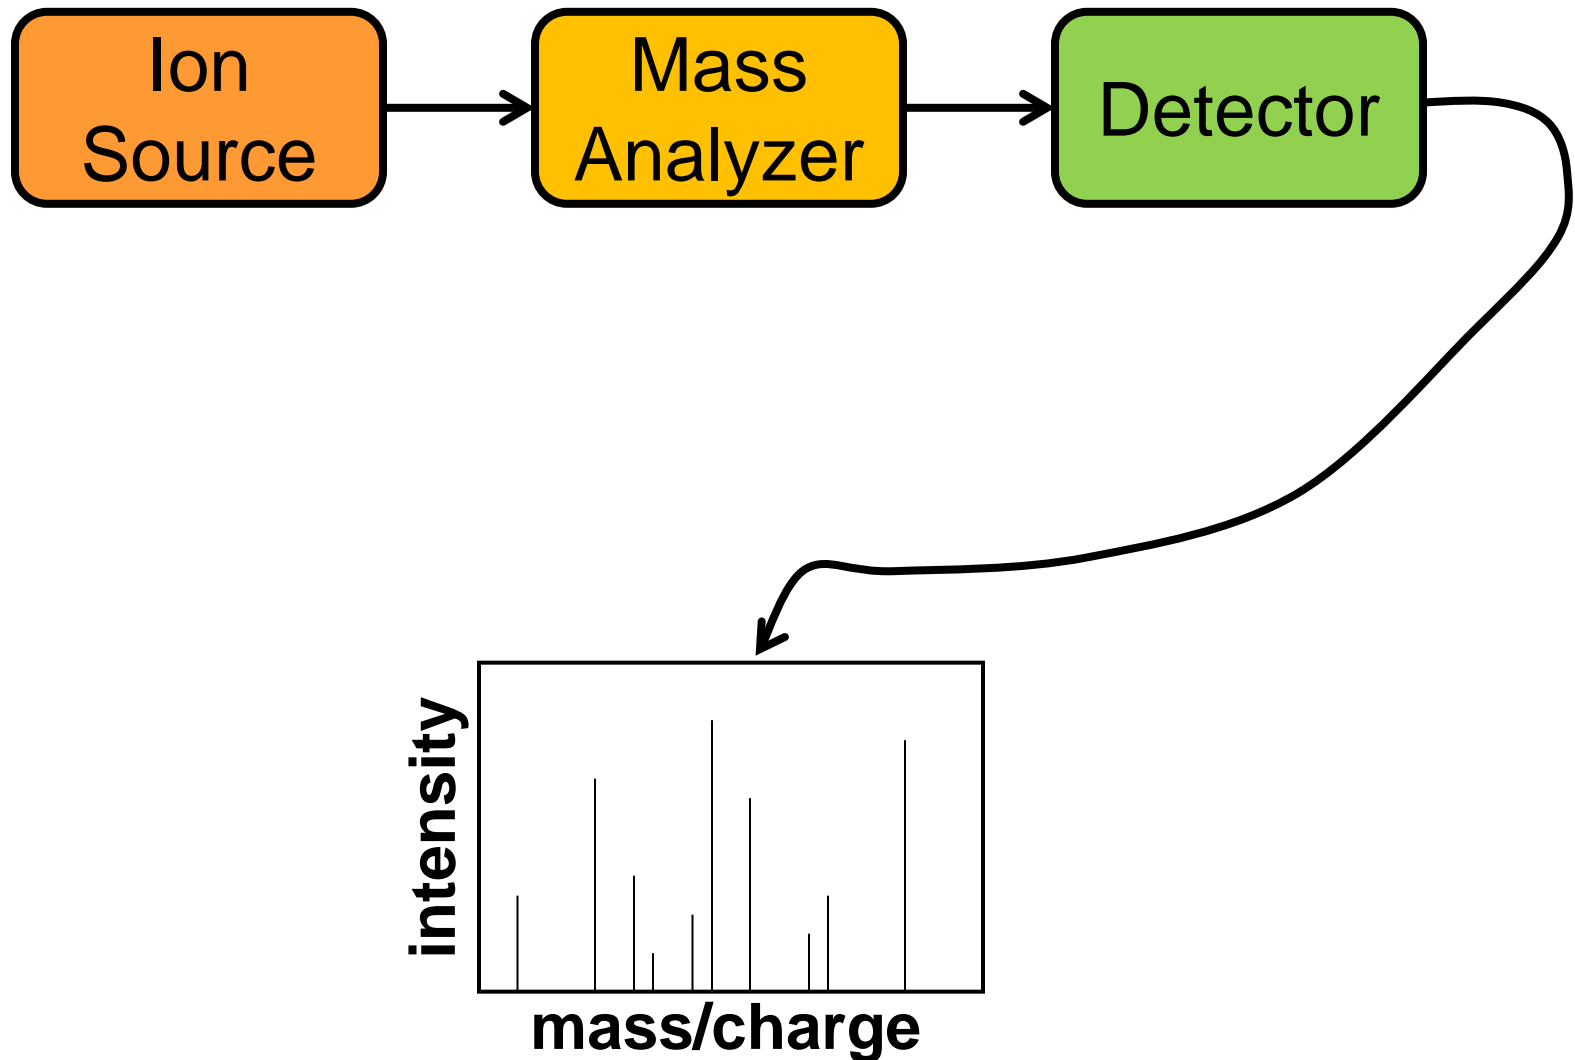 Ion
Source
Mass
Analyzer
Detector
intensity
mass/charge